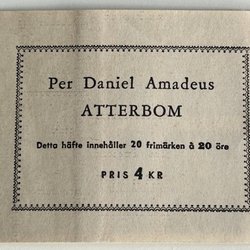 Per Daniel Amadeus
ATTERBOM
Detta häfte innehåller 20 frimärken à 20 öre
PRIS 4 KR